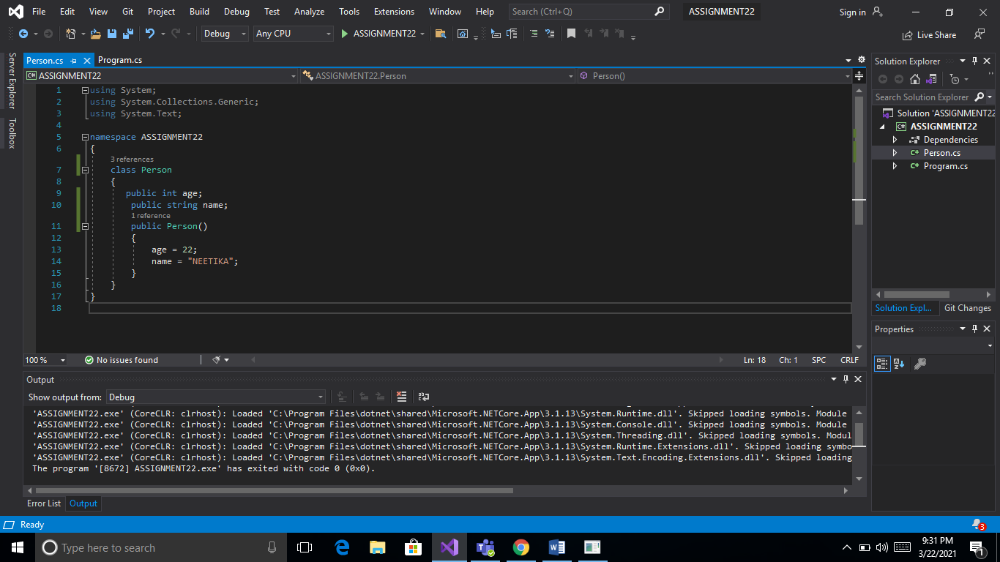 File Edit View Git Project Build Debug Test Analyze Tools Extensions Window Help Search (Ctrl+Q) ASSIGNMENT22 Sign in
Debug Any CPU ASSIGNMENT22 Live Share
Server Explorer
Toolbox
Person.cs Program.cs
ASSIGNMENT22 ASSIGNMENT22.Person Person()
1 using System;
2 using System.Collections.Generic;
3 using System.Text;
4
5 namespace ASSIGNMENT22
6 {
3 references
7 class Person
8 {
9 public int age;
10 public string name;
1 reference
11 public Person()
12 {
13 age = 22;
14 name = "NEETIKA";
15 }
16 }
17 }
18
100 % No issues found Ln: 18 Ch: 1 SPC CRLF
Solution Explorer
Search Solution Explorer
Solution 'ASSIGNMENT22
ASSIGNMENT22
Dependencies
C# Person.cs
C# Program.cs
Solution Expl... Git Changes
Properties
Output
Show output from: Debug
'ASSIGNMENT22.exe' (CoreCLR: clrhost): Loaded 'C:\Program Files\dotnet\shared\Microsoft.NETCore.App\3.1.13\System.Runtime.dll'. Skipped loading symbols. Module
'ASSIGNMENT22.exe' (CoreCLR: clrhost): Loaded 'C:\Program Files\dotnet\shared\Microsoft.NETCore.App\3.1.13\System.Console.dll'. Skipped loading symbols. Module
'ASSIGNMENT22.exe' (CoreCLR: clrhost): Loaded 'C:\Program Files\dotnet\shared\Microsoft.NETCore.App\3.1.13\System.Threading.dll'. Skipped loading symbols. Modul
'ASSIGNMENT22.exe' (CoreCLR: clrhost): Loaded 'C:\Program Files\dotnet\shared\Microsoft.NETCore.App\3.1.13\System.Runtime.Extensions.dll'. Skipped loading symbo
'ASSIGNMENT22.exe' (CoreCLR: clrhost): Loaded 'C:\Program Files\dotnet\shared\Microsoft.NETCore.App\3.1.13\System.Text.Encoding.Extensions.dll'. Skipped loading
The program '[8672] ASSIGNMENT22.exe' has exited with code 0 (0x0).
Error List Output
Ready 3
Type here to search
9:31 PM
3/22/2021
1